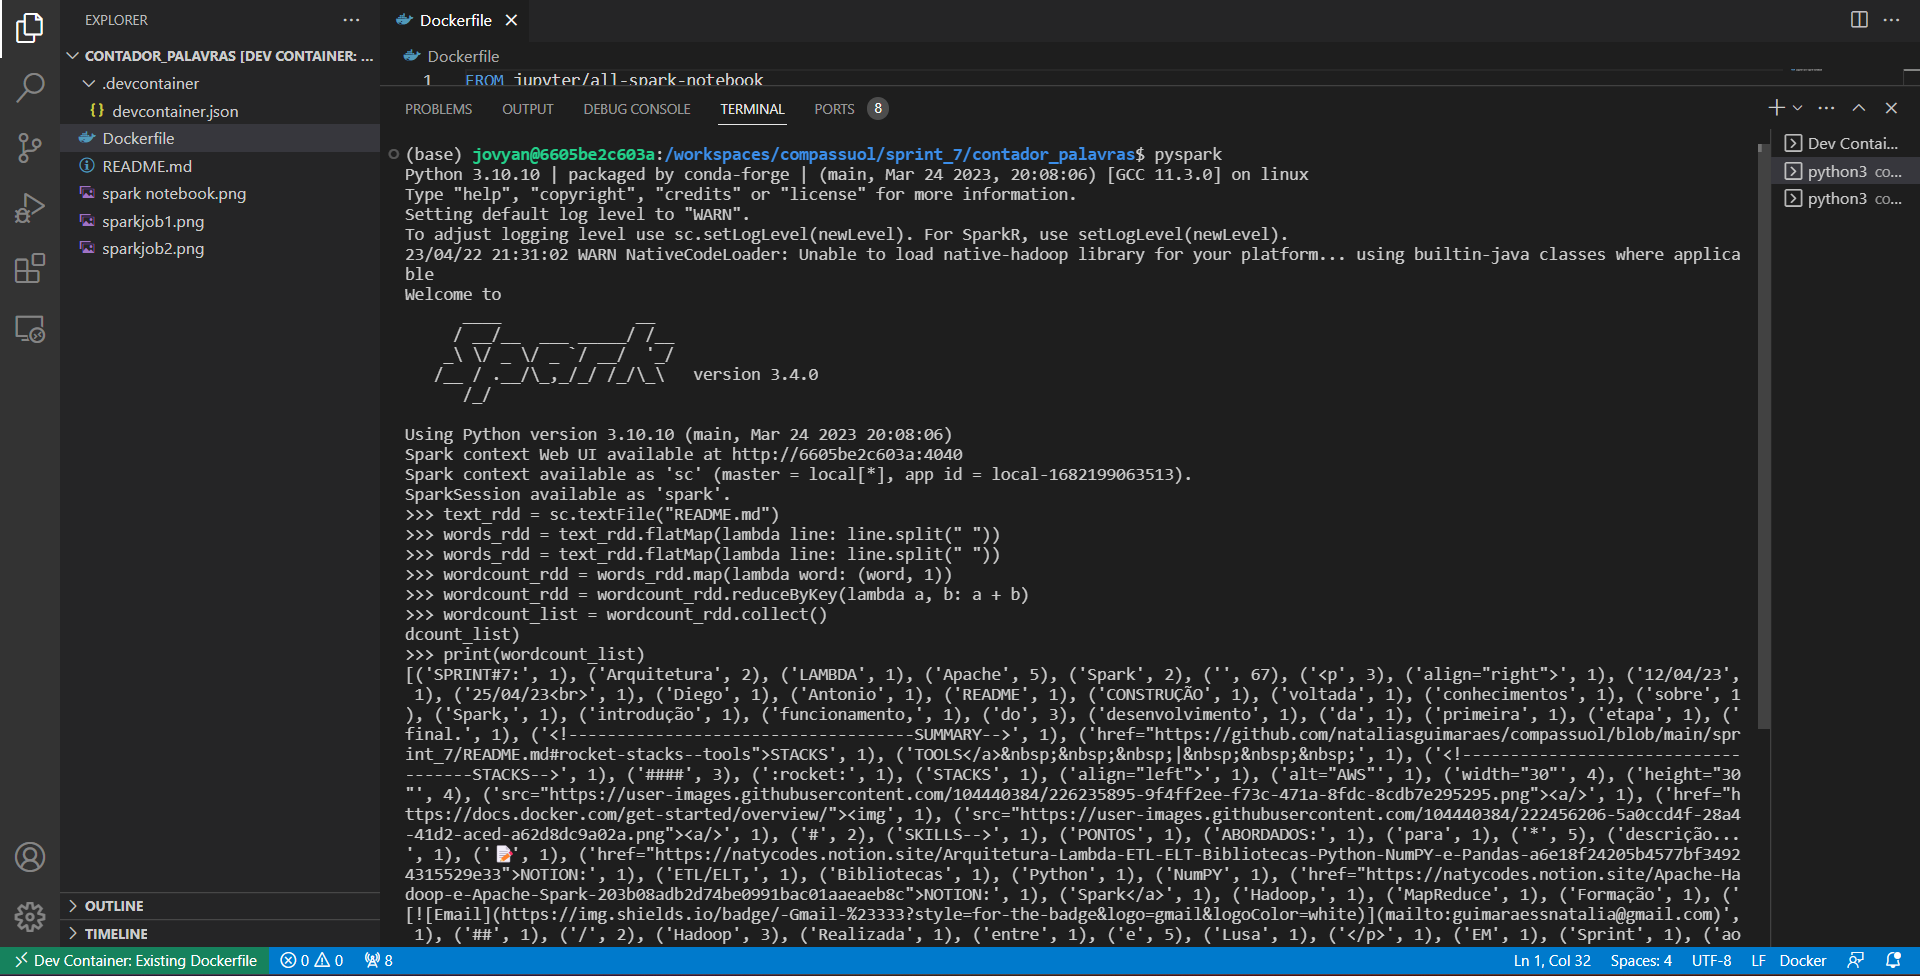 EXPLORER
Dockerfile
CONTADOR_PALAVRAS [DEV CONTAINER: ...
.devcontainer
{} devcontainer.json
Dockerfile
README.md
spark notebook.png
sparkjob1.png
sparkjob2.png
OUTLINE
TIMELINE
Dockerfile
1 FROM jupyter/all-spark-notebook
PROBLEMS OUTPUT DEBUG CONSOLE TERMINAL PORTS 8
Dev Contai...
python3 co...
python3 co...
(base) jovyan@6605be2c603a:/workspaces/compassuol/sprint_7/contador_palavras$ pyspark
Python 3.10.10 | packaged by conda-forge | (main, Mar 24 2023, 20:08:06) [GCC 11.3.0] on linux
Type "help", "copyright", "credits" or "license" for more information.
Setting default log level to "WARN".
To adjust logging level use sc.setLogLevel(newLevel). For SparkR, use setLogLevel(newLevel).
23/04/22 21:31:02 WARN NativeCodeLoader: Unable to load native-hadoop library for your platform... using builtin-java classes where applica
ble
Welcome to
      ____              __
     / __/__  ___ _____/ /__
    _\ \/ _ \/ _ `/ __/  '_/
   /__ / .__/\_,_/_/ /_/\_\   version 3.4.0
      /_/
Using Python version 3.10.10 (main, Mar 24 2023 20:08:06)
Spark context Web UI available at http://6605be2c603a:4040
Spark context available as 'sc' (master = local[*], app id = local-1682199063513).
SparkSession available as 'spark'.
>>> text_rdd = sc.textFile("README.md")
>>> words_rdd = text_rdd.flatMap(lambda line: line.split(" "))
>>> words_rdd = text_rdd.flatMap(lambda line: line.split(" "))
>>> wordcount_rdd = words_rdd.map(lambda word: (word, 1))
>>> wordcount_rdd = wordcount_rdd.reduceByKey(lambda a, b: a + b)
>>> wordcount_list = wordcount_rdd.collect()
dcount_list)
>>> print(wordcount_list)
[('SPRINT#7:', 1), ('Arquitetura', 2), ('LAMBDA', 1), ('Apache', 5), ('Spark', 2), ('', 67), ('<p', 3), ('align="right">', 1), ('12/04/23',
 1), ('25/04/23<br>', 1), ('Diego', 1), ('Antonio', 1), ('README', 1), ('CONSTRUÇÃO', 1), ('voltada', 1), ('conhecimentos', 1), ('sobre', 1
), ('Spark,', 1), ('introdução', 1), ('funcionamento,', 1), ('do', 3), ('desenvolvimento', 1), ('da', 1), ('primeira', 1), ('etapa', 1), ('
final.', 1), ('<!---------------------------------SUMMARY-->', 1), ('href="https://github.com/nataliasguimaraes/compassuol/blob/main/spr
int_7/README.md#rocket-stacks--tools">STACKS', 1), ('TOOLS</a>&nbsp;&nbsp;&nbsp;|&nbsp;&nbsp;&nbsp;', 1), ('<!-----------------------------
-------STACKS-->', 1), ('####', 3), (':rocket:', 1), ('STACKS', 1), ('align="left">', 1), ('alt="AWS"', 1), ('width="30"', 4), ('height="30
"', 4), ('src="https://user-images.githubusercontent.com/104440384/226235895-9f4ff2ee-f73c-471a-8fdc-8cdb7e295295.png"><a/>', 1), ('href="h
ttps://docs.docker.com/get-started/overview/"><img', 1), ('src="https://user-images.githubusercontent.com/104440384/222456206-5a0ccd4f-28a4
-41d2-aced-a62d8dc9a02a.png"><a/>', 1), ('#', 2), ('SKILLS-->', 1), ('PONTOS', 1), ('ABORDADOS:', 1), ('para', 1), ('*', 5), ('descrição...
', 1), ('📝', 1), ('href="https://natycodes.notion.site/Arquitetura-Lambda-ETL-ELT-Bibliotecas-Python-NumPY-e-Pandas-a6e18f24205b4577bf3492
4315529e33">NOTION:', 1), ('ETL/ELT,', 1), ('Bibliotecas', 1), ('Python', 1), ('NumPY', 1), ('href="https://natycodes.notion.site/Apache-Ha
doop-e-Apache-Spark-203b08adb2d74be0991bac01aaeaeb8c">NOTION:', 1), ('Spark</a>', 1), ('Hadoop,', 1), ('MapReduce', 1), ('Formação', 1), ('
[![Email](https://img.shields.io/badge/-Gmail-%23333?style=for-the-badge&logo=gmail&logoColor=white)](mailto:guimaraessnatalia@gmail.com)',
 1), ('##', 1), ('/', 2), ('Hadoop', 3), ('Realizada', 1), ('entre', 1), ('e', 5), ('Lusa', 1), ('</p>', 1), ('EM', 1), ('Sprint', 1), ('ao
Dev Container: Existing Dockerfile 0 0 8 Ln 1, Col 32 Spaces: 4 UTF-8 LF Docker